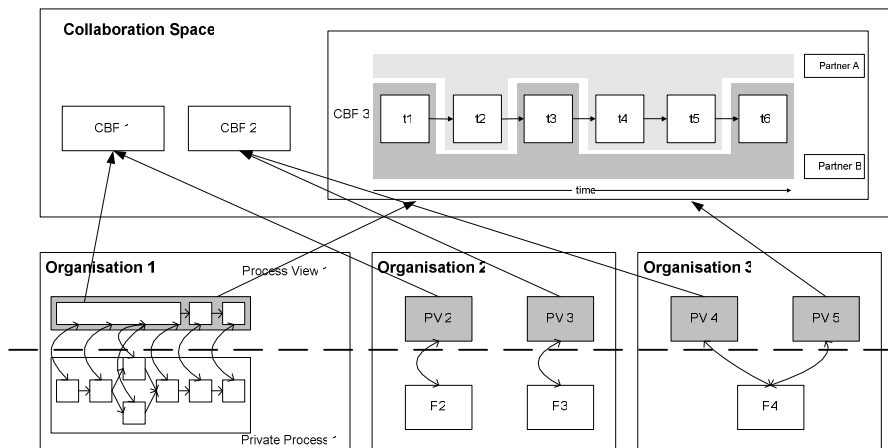 Collaboration Space
Partner A
CBF 3
t1
t2
t3
t4
t5
t6
CBF 1
CBF 2
Partner B
time
Organisation 1
Process View 1
Organisation 2
Organisation 3
PV 2
PV 3
PV 4
PV 5
F2
F3
F4
Private Process 1